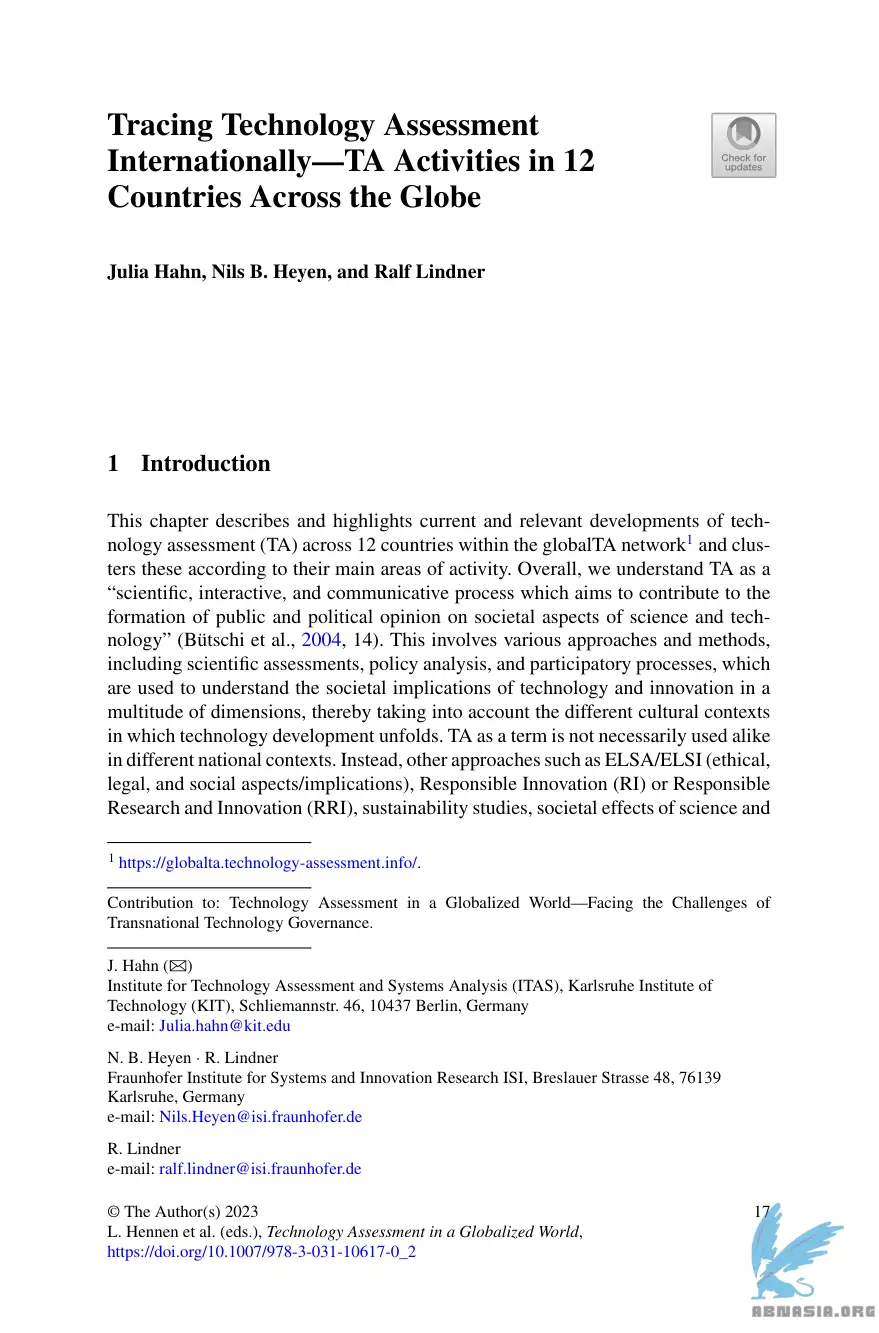 Tracing Technology Assessment
Internationally—TA Activities in 12
Countries Across the Globe
Check for
updates
Julia Hahn, Nils B. Heyen, and Ralf Lindner
1 Introduction
This chapter describes and highlights current and relevant developments of tech-
nology assessment (TA) across 12 countries within the globalTA network1 and clus-
ters these according to their main areas of activity. Overall, we understand TA as a
“scientific, interactive, and communicative process which aims to contribute to the
formation of public and political opinion on societal aspects of science and tech-
nology” (Bütschi et al., 2004, 14). This involves various approaches and methods,
including scientific assessments, policy analysis, and participatory processes, which
are used to understand the societal implications of technology and innovation in a
multitude of dimensions, thereby taking into account the different cultural contexts
in which technology development unfolds. TA as a term is not necessarily used alike
in different national contexts. Instead, other approaches such as ELSA/ELSI (ethical,
legal, and social aspects/implications), Responsible Innovation (RI) or Responsible
Research and Innovation (RRI), sustainability studies, societal effects of science and
1 https://globalta.technology-assessment.info/.
Contribution to: Technology Assessment in a Globalized World—Facing the Challenges of
Transnational Technology Governance.
J. Hahn (✉)
Institute for Technology Assessment and Systems Analysis (ITAS), Karlsruhe Institute of
Technology (KIT), Schliemannstr. 46, 10437 Berlin, Germany
e-mail: Julia.hahn@kit.edu
N. B. Heyen · R. Lindner
Fraunhofer Institute for Systems and Innovation Research ISI, Breslauer Strasse 48, 76139
Karlsruhe, Germany
e-mail: Nils.Heyen@isi.fraunhofer.de
R. Lindner
e-mail: ralf.lindner@isi.fraunhofer.de
© The Author(s) 2023 17
L. Hennen et al. (eds.), Technology Assessment in a Globalized World,
https://doi.org/10.1007/978-3-031-10617-0_2
ABNASIA.ORG